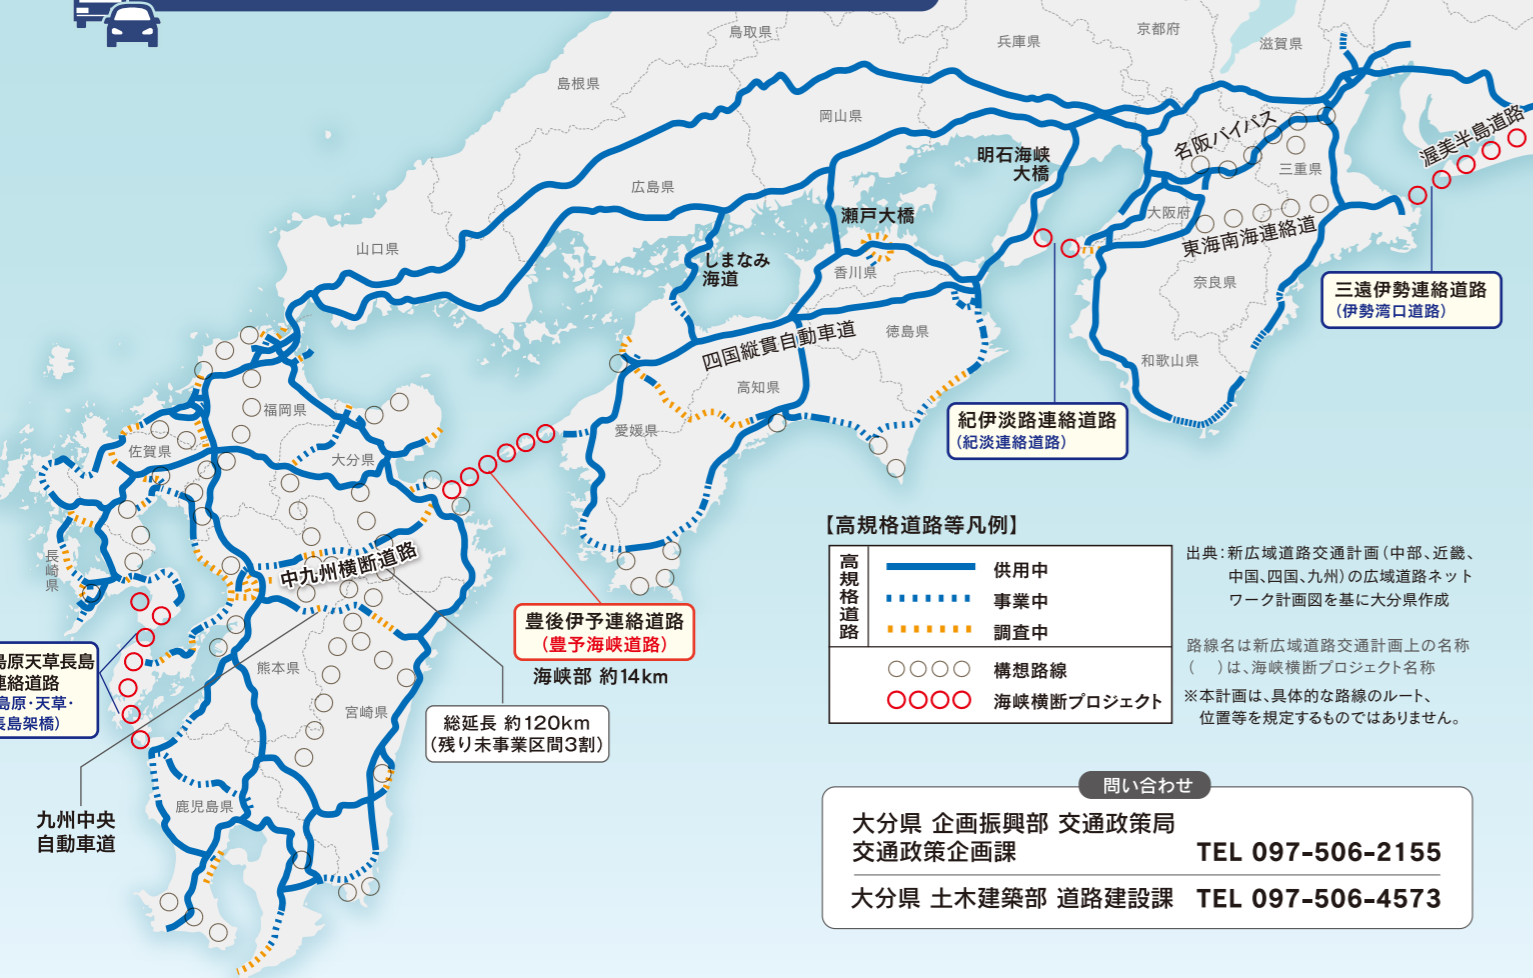 鳥取県
兵庫県
京都府
滋賀県
島根県
岡山県
名阪バイパス
渥美半島道路
明石海峡
大橋
三重県
広島県
大阪府
瀬戸大橋
東海南海連絡道
山口県
しまなみ
海道
香川県
奈良県
三遠伊勢連絡道路
(伊勢湾口道路)
四国縦貫自動車道
徳島県
和歌山県
高知県
福岡県
紀伊淡路連絡道路
(紀淡連絡道路)
愛媛県
佐賀県
大分県
【高規格道路等凡例】
高規格道路
供用中
事業中
調査中
構想路線
海峡横断プロジェクト
出典:新広域道路交通計画(中部、近畿、
中国、四国、九州)の広域道路ネット
ワーク計画図を基に大分県作成
路線名は新広域道路交通計画上の名称
( )は、海峡横断プロジェクト名称
※本計画は、具体的な路線のルート、
位置等を規定するものではありません。
長崎県
中九州横断道路
豊後伊予連絡道路
(豊予海峡道路)
海峡部 約14km
島原天草長島
連絡道路
島原・天草・
長島架橋)
熊本県
宮崎県
総延長 約120km
(残り未事業区間3割)
九州中央
自動車道
鹿児島県
問い合わせ
大分県 企画振興部 交通政策局
交通政策企画課 TEL 097-506-2155
大分県 土木建築部 道路建設課 TEL 097-506-4573